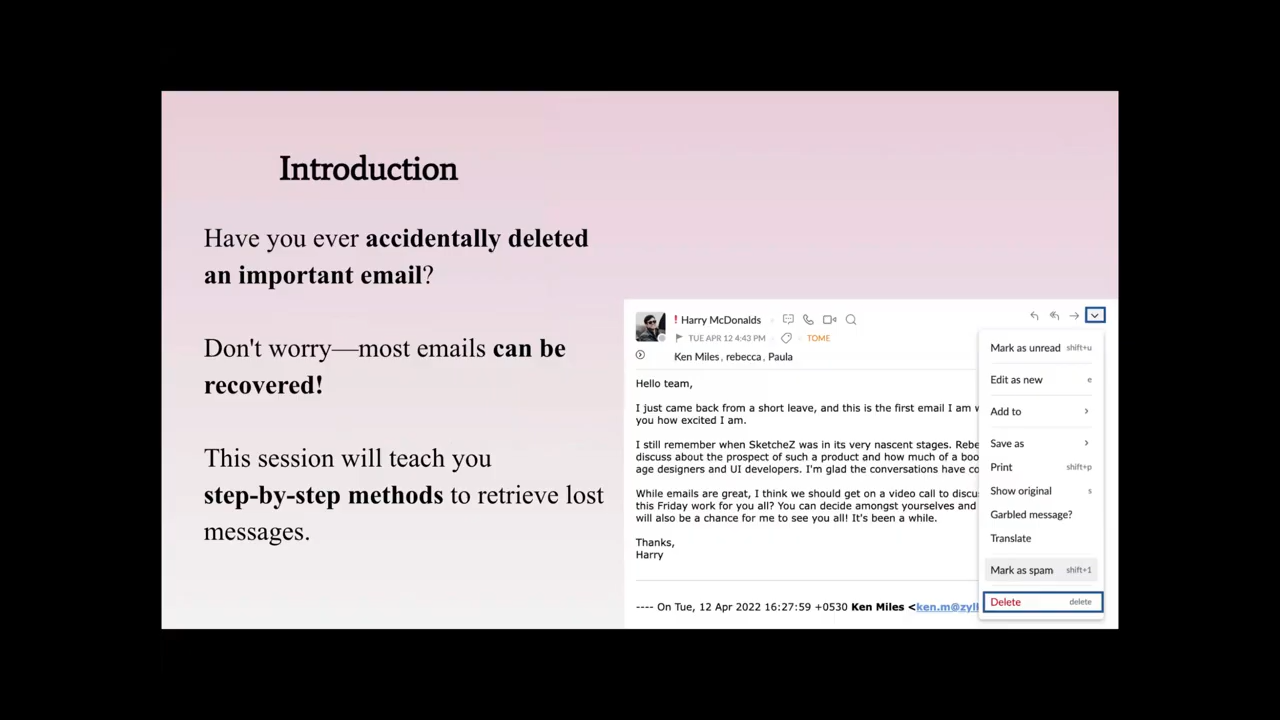 Introduction
Have you ever accidentally deleted
an important email?
Don't worry—most emails can be
recovered!
This session will teach you
step-by-step methods to retrieve lost
messages.
! Harry McDonalds
TUE APR 12 4:43 PM TOME
Ken Miles, rebecca, Paula
Hello team,
I just came back from a short leave, and this is the first email I am
you how excited I am.
I still remember when SketcheZ was in its very nascent stages.
discuss about the prospect of such a product and how much of a
age designers and UI developers. I'm glad the conversations have
While emails are great, I think we should get on a video call to
this Friday work for you all? You can decide amongst yourselves and
will also be a chance for me to see you all! It's been a while.
Thanks,
Harry
---- On Tue, 12 Apr 2022 16:27:59 +0530 Ken Miles <
Mark as unread shift+u
Edit as new e
Add to
Save as
Print shift+p
Show original s
Garbled message?
Translate
Mark as spam shift+1
Delete delete